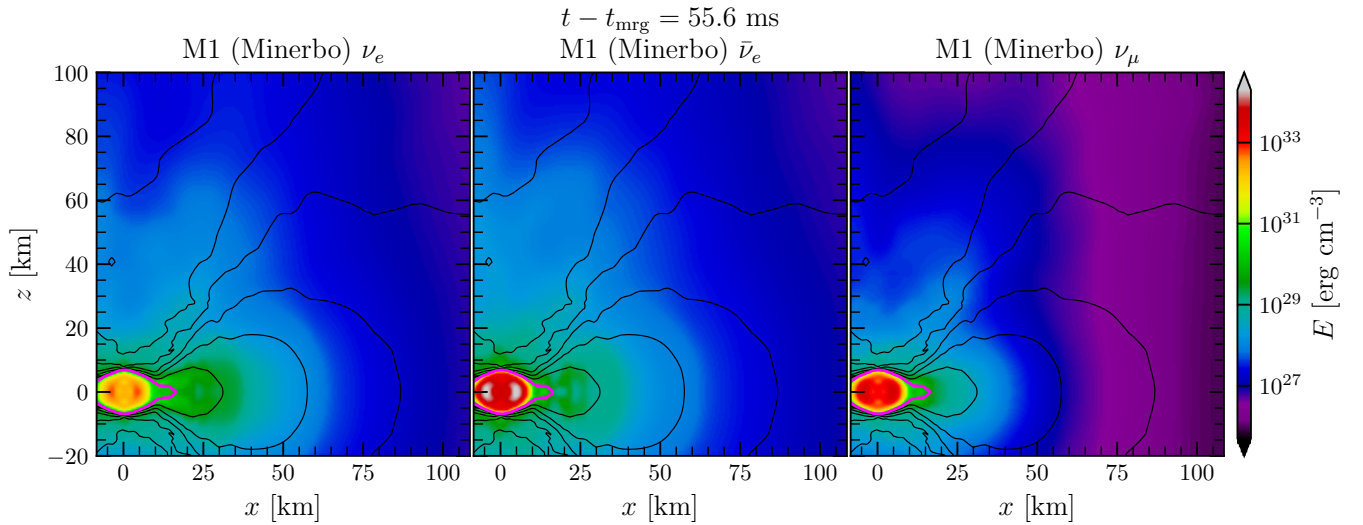 t − t_mrg = 55.6 ms
M1 (Minerbo) ν_e
M1 (Minerbo) ν̄_e
M1 (Minerbo) ν_μ
100
80
60
40
20
0
−20
z [km]
0 25 50 75 100
0 25 50 75 100
0 25 50 75 100
x [km]
x [km]
x [km]
10^33
10^31
10^29
10^27
E [erg cm^−3]